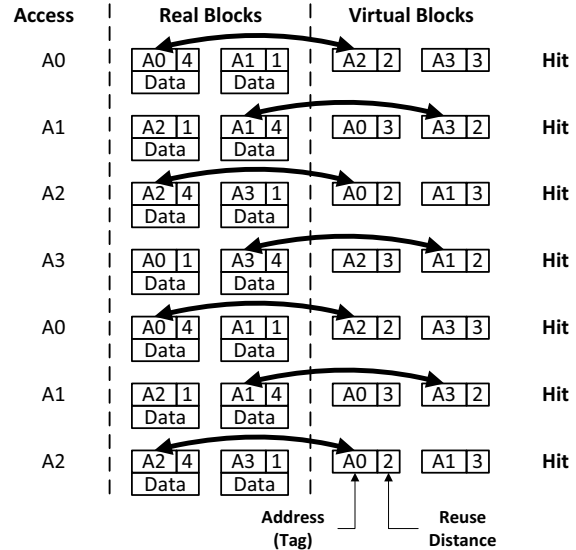 Access Real Blocks Virtual Blocks
A0 A0 4 A1 1 A2 2 A3 3 Hit
Data Data
A1 A2 1 A1 4 A0 3 A3 2 Hit
Data Data
A2 A2 4 A3 1 A0 2 A1 3 Hit
Data Data
A3 A0 1 A3 4 A2 3 A1 2 Hit
Data Data
A0 A0 4 A1 1 A2 2 A3 3 Hit
Data Data
A1 A2 1 A1 4 A0 3 A3 2 Hit
Data Data
A2 A2 4 A3 1 A0 2 A1 3 Hit
Data Data
Address Reuse
(Tag) Distance